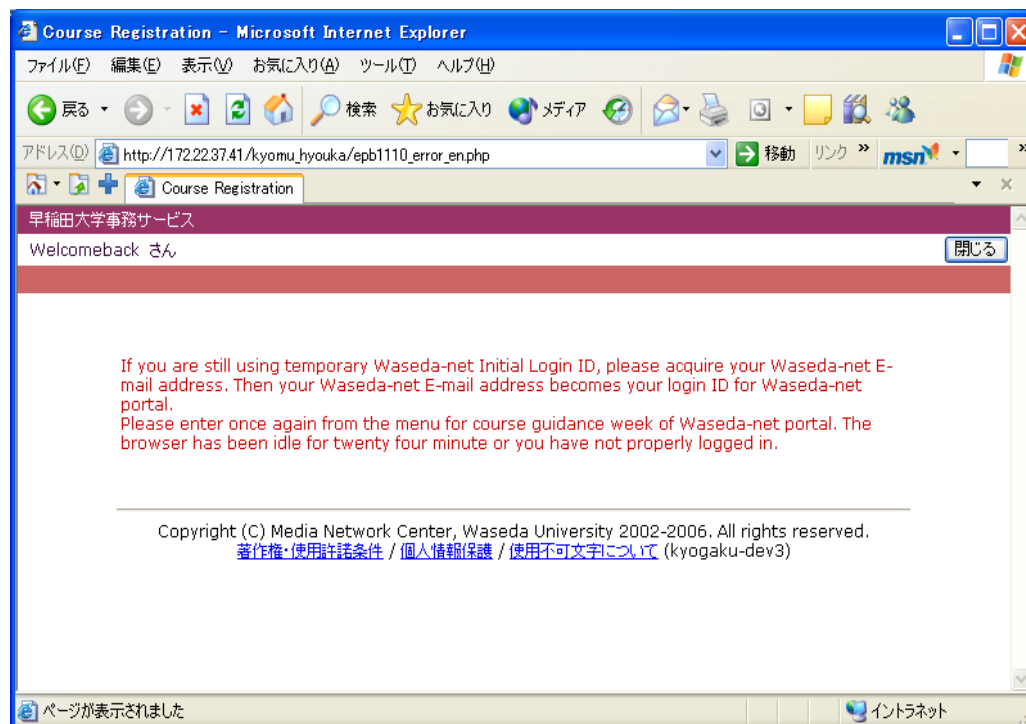 Course Registration - Microsoft Internet Explorer
ファイル(F) 編集(E) 表示(V) お気に入り(A) ツール(T) ヘルプ(H)
戻る 検索 お気に入り メディア
アドレス(D) http://172.22.37.41/kyomu_hyouka/epb1110_error_en.php 移動 リンク » msn »
Course Registration
早稲田大学事務サービス
Welcomeback さん 閉じる
If you are still using temporary Waseda-net Initial Login ID, please acquire your Waseda-net E-
mail address. Then your Waseda-net E-mail address becomes your login ID for Waseda-net
portal.
Please enter once again from the menu for course guidance week of Waseda-net portal. The
browser has been idle for twenty four minute or you have not properly logged in.
Copyright (C) Media Network Center, Waseda University 2002-2006. All rights reserved.
著作権・使用許諾条件 / 個人情報保護 / 使用不可文字について (kyogaku-dev3)
ページが表示されました イントラネット